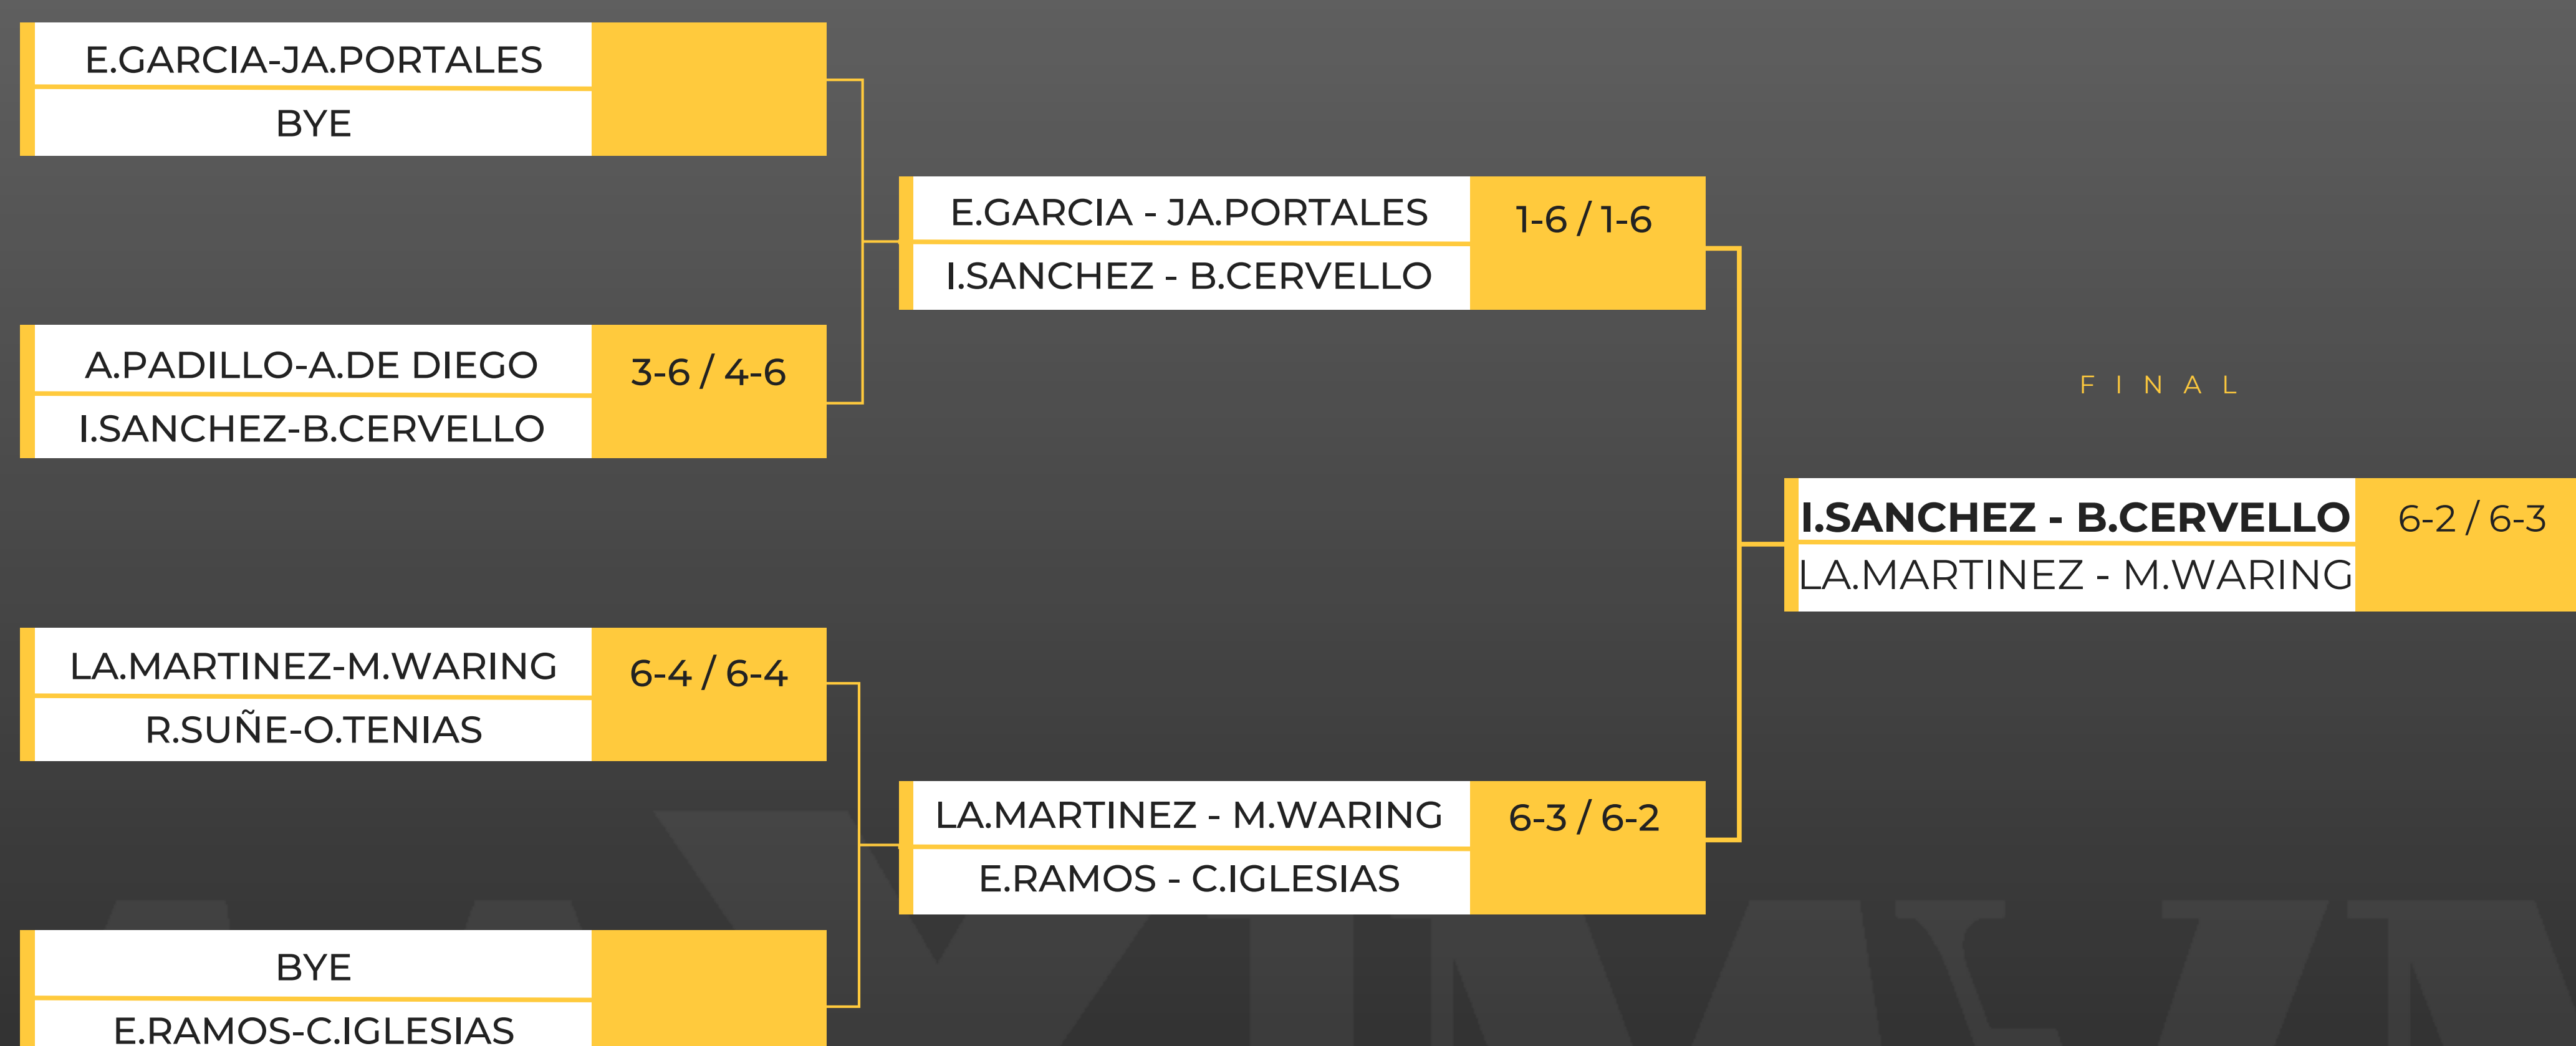 E.GARCIA-JA.PORTALES
BYE
A.PADILLO-A.DE DIEGO
3-6 / 4-6
I.SANCHEZ-B.CERVELLO
LA.MARTINEZ-M.WARING
6-4 / 6-4
R.SUÑE-O.TENIAS
BYE
E.RAMOS-C.IGLESIAS
E.GARCIA - JA.PORTALES
1-6 / 1-6
I.SANCHEZ - B.CERVELLO
LA.MARTINEZ - M.WARING
6-3 / 6-2
E.RAMOS - C.IGLESIAS
FINAL
I.SANCHEZ - B.CERVELLO
6-2 / 6-3
LA.MARTINEZ - M.WARING